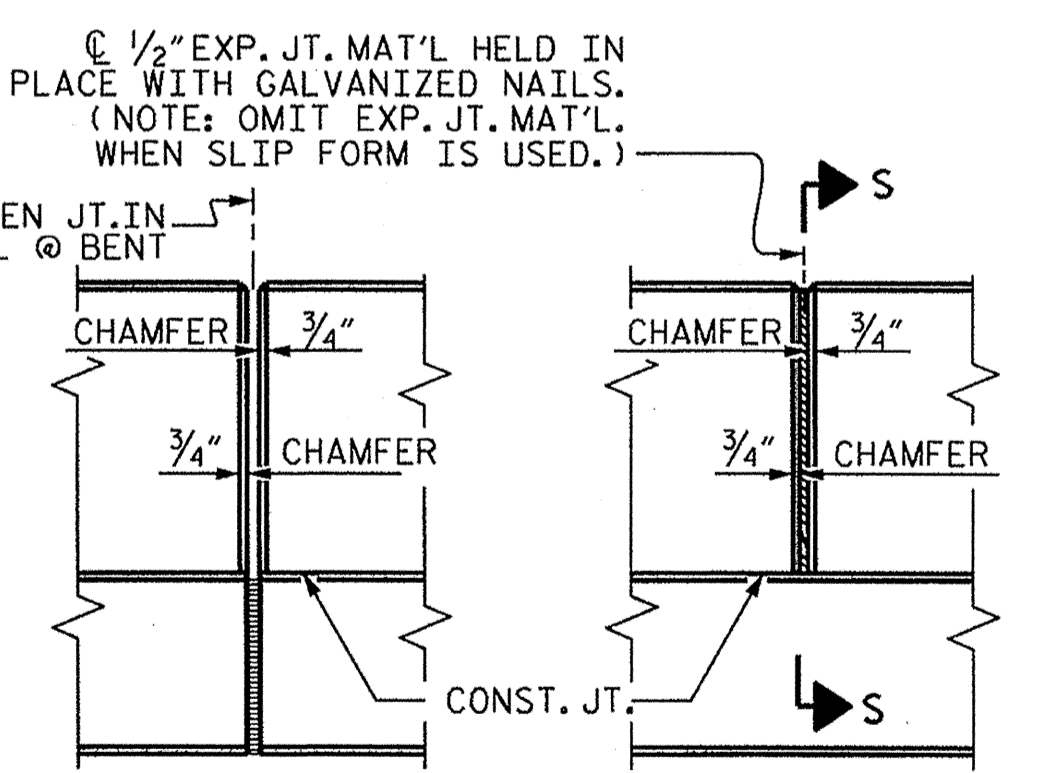 ℄ 1/2" EXP. JT. MAT'L HELD IN
PLACE WITH GALVANIZED NAILS.
(NOTE: OMIT EXP. JT. MAT'L.
WHEN SLIP FORM IS USED.)
S
EN JT. IN
@ BENT
CHAMFER 3/4"
CHAMFER 3/4"
3/4" CHAMFER
3/4" CHAMFER
CONST. JT.
S